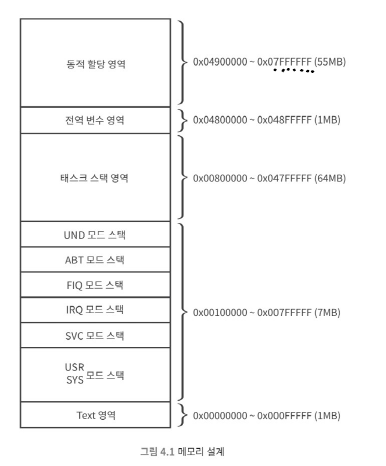 동적 할당 영역
0x04900000 ~ 0x07FFFFFF (55MB)
전역 변수 영역
0x04800000 ~ 0x048FFFFF (1MB)
태스크 스택 영역
0x00800000 ~ 0x047FFFFF (64MB)
UND 모드 스택
ABT 모드 스택
FIQ 모드 스택
IRQ 모드 스택
SVC 모드 스택
USR
SYS 모드 스택
0x00100000 ~ 0x007FFFFF (7MB)
Text 영역
0x00000000 ~ 0x000FFFFF (1MB)
그림 4.1 메모리 설계